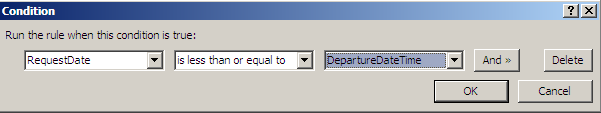 Condition
Run the rule when this condition is true:
RequestDate is less than or equal to DepartureDateTime And » Delete
OK Cancel